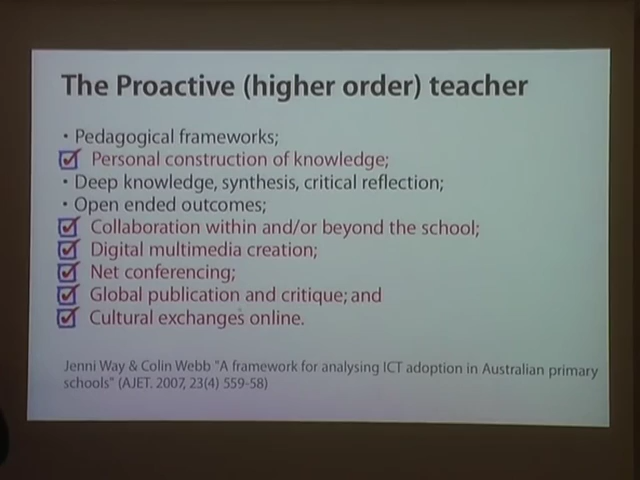 The Proactive (higher order) teacher
• Pedagogical frameworks;
Personal construction of knowledge;
• Deep knowledge, synthesis, critical reflection;
• Open ended outcomes;
Collaboration within and/or beyond the school;
Digital multimedia creation;
Net conferencing;
Global publication and critique; and
Cultural exchanges online.
Jenni Way & Colin Webb "A framework for analysing ICT adoption in Australian primary
schools" (AJET. 2007, 23(4) 559-58)